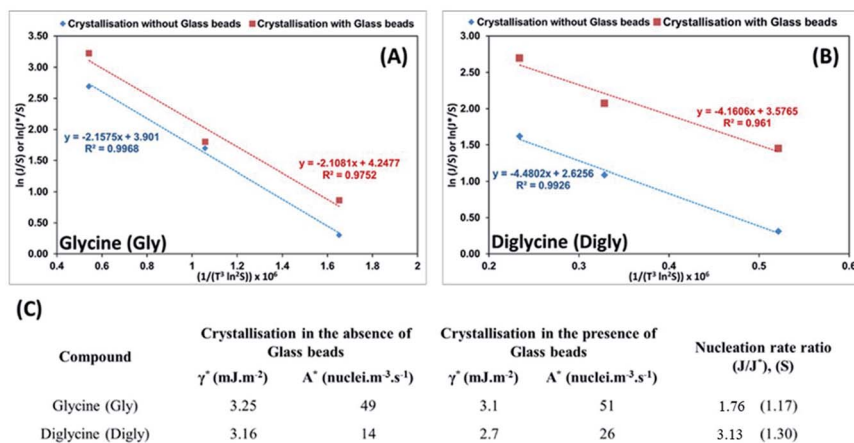 Crystallisation without Glass beads Crystallisation with Glass beads
(A)
ln (J/S) or ln(J*/S)
3.50
3.00
2.50
2.00
1.50
1.00
0.50
0.00
y = -2.1575x + 3.901
R² = 0.9968
y = -2.1081x + 4.2477
R² = 0.9752
Glycine (Gly)
0.4 0.6 0.8 1 1.2 1.4 1.6 1.8 2
(1/(T³ ln²S)) x 10⁶
Crystallisation without Glass beads Crystallisation with Glass beads
(B)
ln (J/S) or ln(J*/S)
3.00
2.50
2.00
1.50
1.00
0.50
0.00
y = -4.1606x + 3.5765
R² = 0.961
y = -4.4802x + 2.6256
R² = 0.9926
Diglycine (Digly)
0.2 0.3 0.4 0.5 0.6
(1/(T³ ln²S)) x 10⁶
(C)
Compound
Crystallisation in the absence of
Glass beads
γ* (mJ.m⁻²) A* (nuclei.m⁻³.s⁻¹)
Crystallisation in the presence of
Glass beads
γ* (mJ.m⁻²) A* (nuclei.m⁻³.s⁻¹)
Nucleation rate ratio
(J/J*), (S)
Glycine (Gly) 3.25 49 3.1 51 1.76 (1.17)
Diglycine (Digly) 3.16 14 2.7 26 3.13 (1.30)